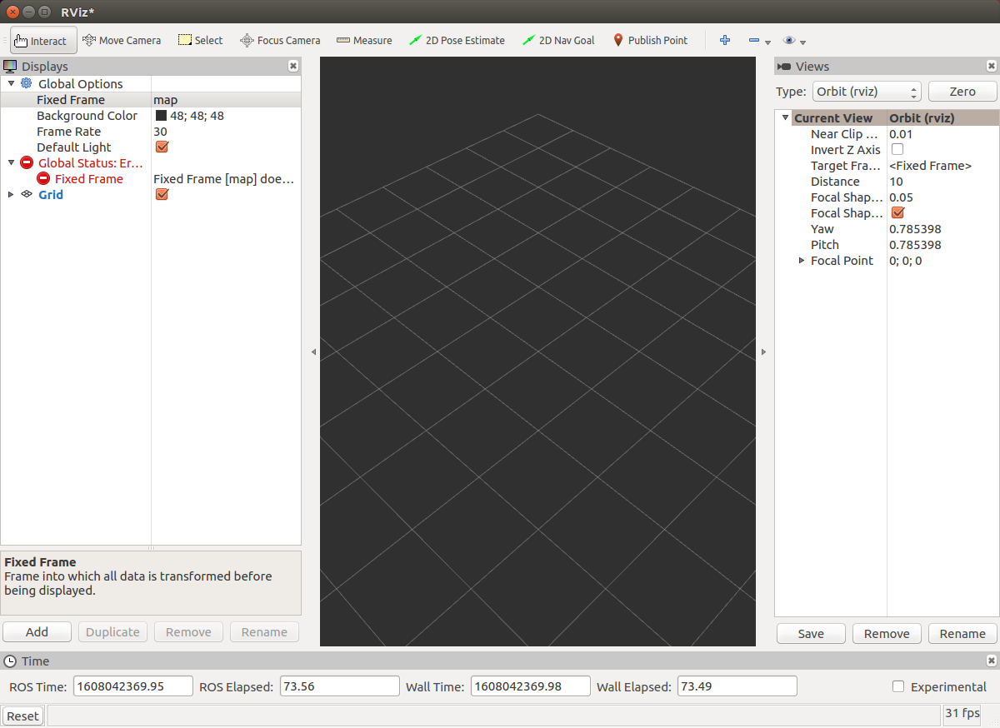 RViz*
Interact Move Camera Select Focus Camera Measure 2D Pose Estimate 2D Nav Goal Publish Point
Displays
Global Options
Fixed Frame map
Background Color 48; 48; 48
Frame Rate 30
Default Light
Global Status: Er...
Fixed Frame Fixed Frame [map] doe...
Grid
Fixed Frame
Frame into which all data is transformed before
being displayed.
Add Duplicate Remove Rename
Views
Type: Orbit (rviz) Zero
Current View Orbit (rviz)
Near Clip ... 0.01
Invert Z Axis
Target Fra... <Fixed Frame>
Distance 10
Focal Shap... 0.05
Focal Shap...
Yaw 0.785398
Pitch 0.785398
Focal Point 0; 0; 0
Save Remove Rename
Time
ROS Time: 1608042369.95 ROS Elapsed: 73.56 Wall Time: 1608042369.98 Wall Elapsed: 73.49 Experimental
Reset 31 fps